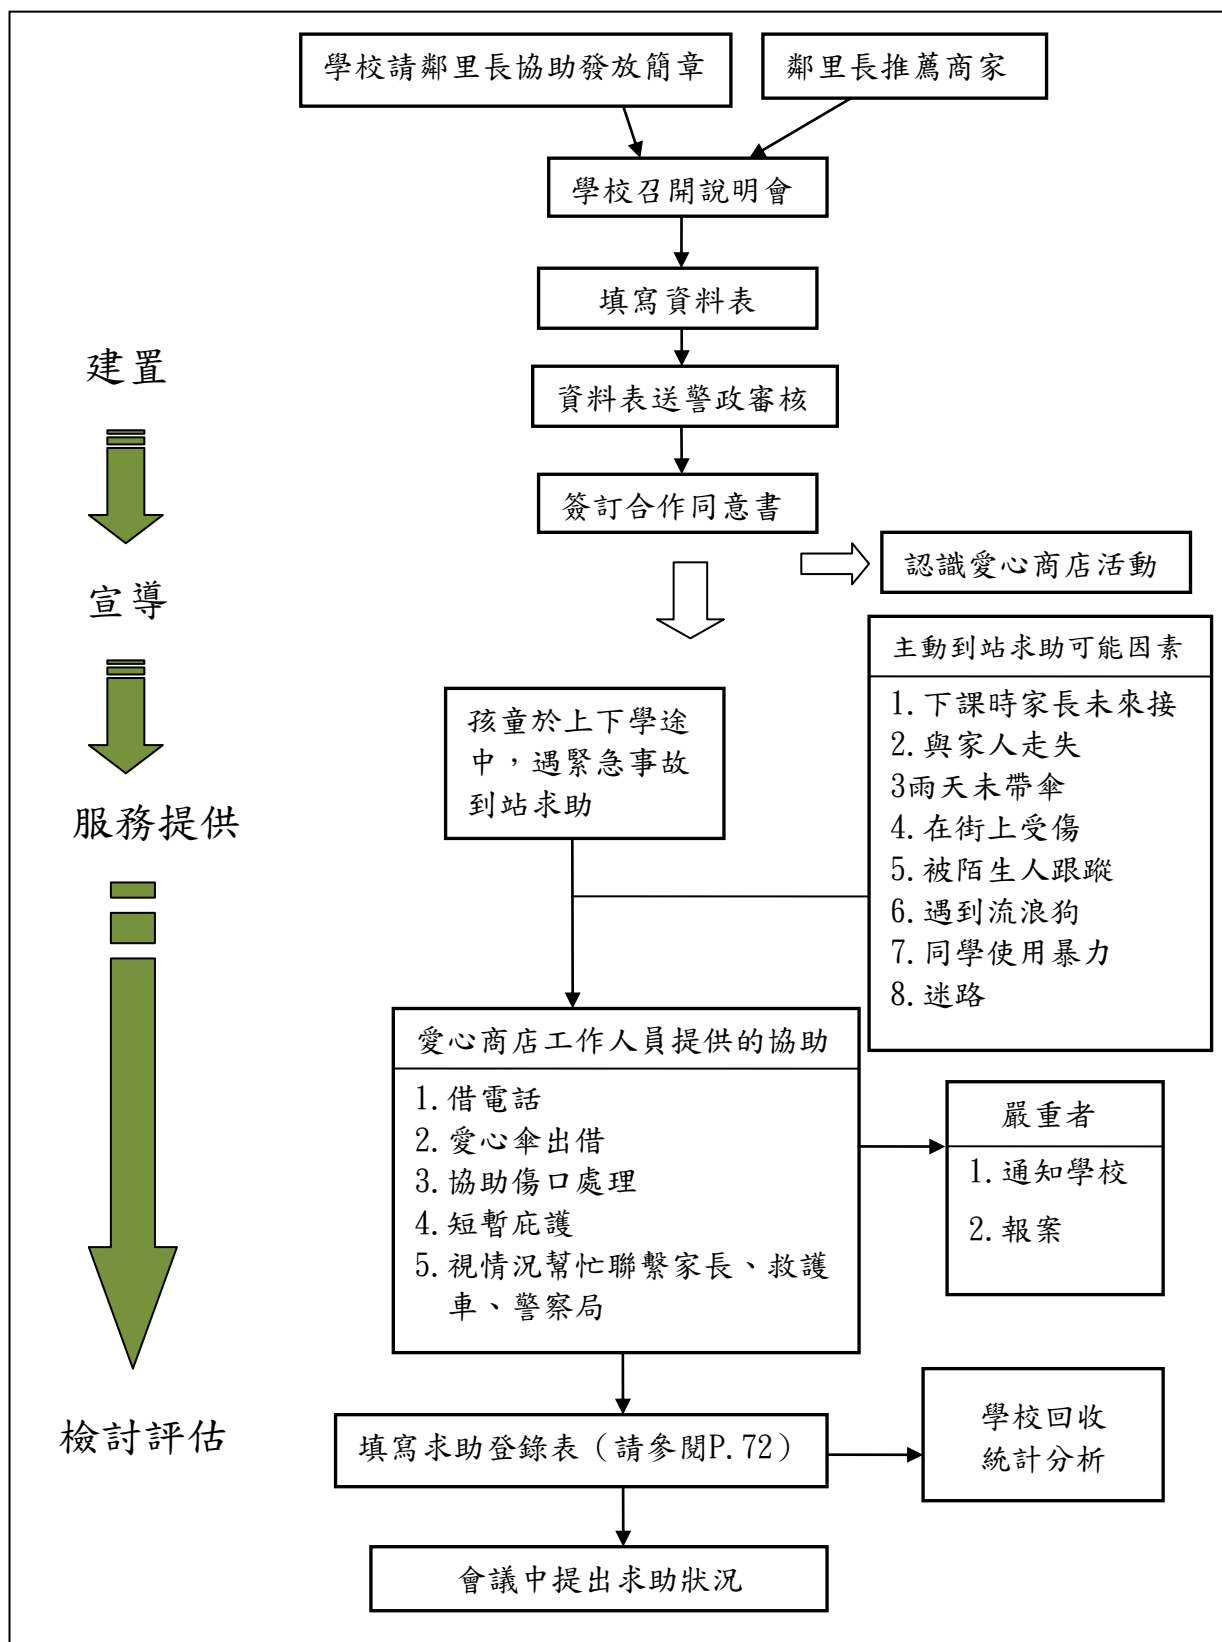 學校請鄰里長協助發放簡章
鄰里長推薦商家
學校召開說明會
填寫資料表
資料表送警政審核
簽訂合作同意書
認識愛心商店活動
建置
宣導
服務提供
檢討評估
孩童於上下學途
中，遇緊急事故
到站求助
主動到站求助可能因素
1.下課時家長未來接
2.與家人走失
3雨天未帶傘
4.在街上受傷
5.被陌生人跟蹤
6.遇到流浪狗
7.同學使用暴力
8.迷路
愛心商店工作人員提供的協助
1.借電話
2.愛心傘出借
3.協助傷口處理
4.短暫庇護
5.視情況幫忙聯繫家長、救護
車、警察局
嚴重者
1.通知學校
2.報案
填寫求助登錄表（請參閱P.72）
學校回收
統計分析
會議中提出求助狀況